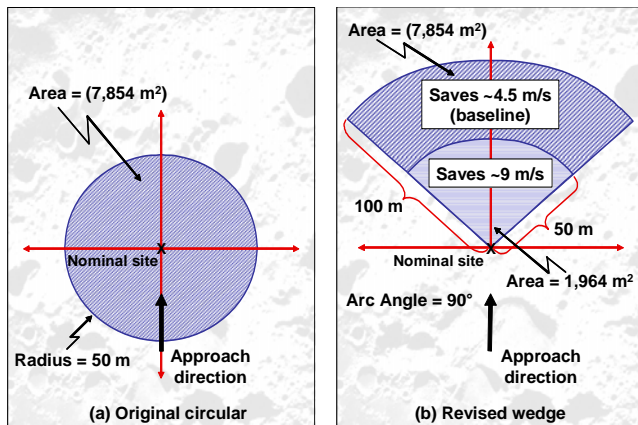 Area = (7,854 m²)
Nominal site
X
Radius = 50 m
Approach
direction
(a) Original circular
Area = (7,854 m²)
Saves ~4.5 m/s
(baseline)
Saves ~9 m/s
100 m
50 m
Nominal site
X
Area = 1,964 m²
Arc Angle = 90°
Approach
direction
(b) Revised wedge